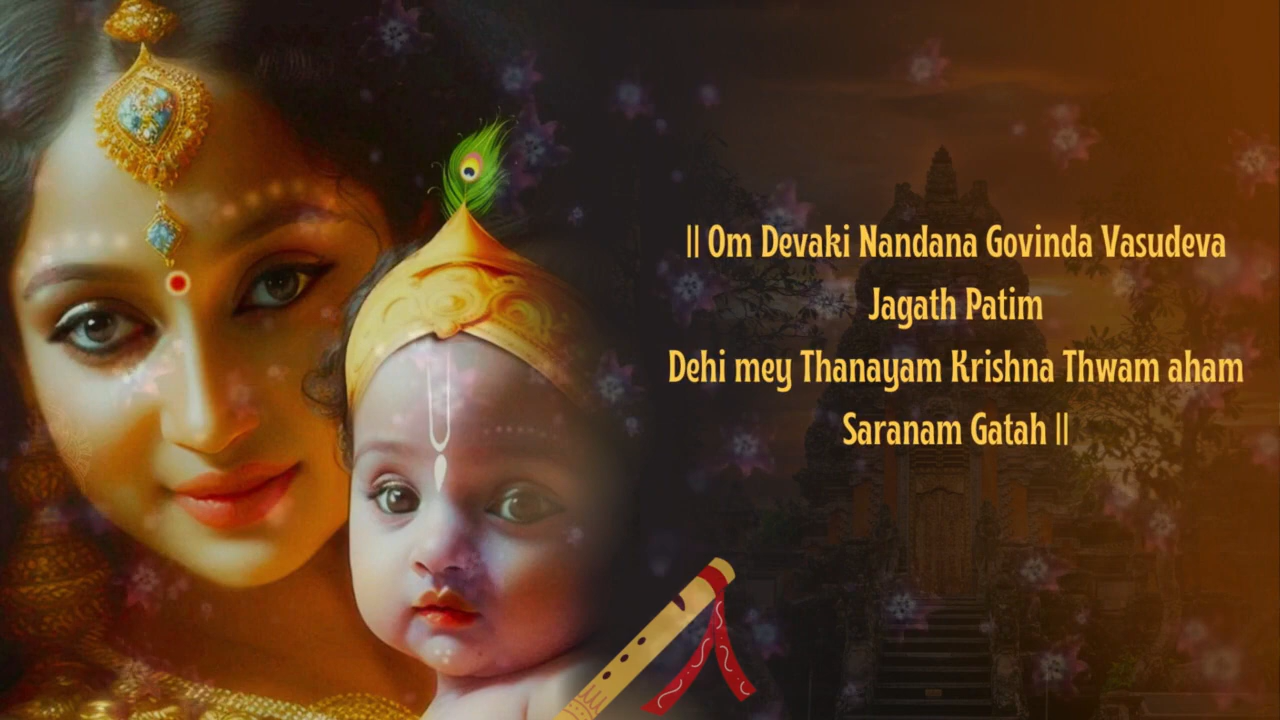 || Om Devaki Nandana Govinda Vasudeva
Jagath Patim
Dehi mey Thanayam Krishna Thwam aham
Saranam Gatah ||